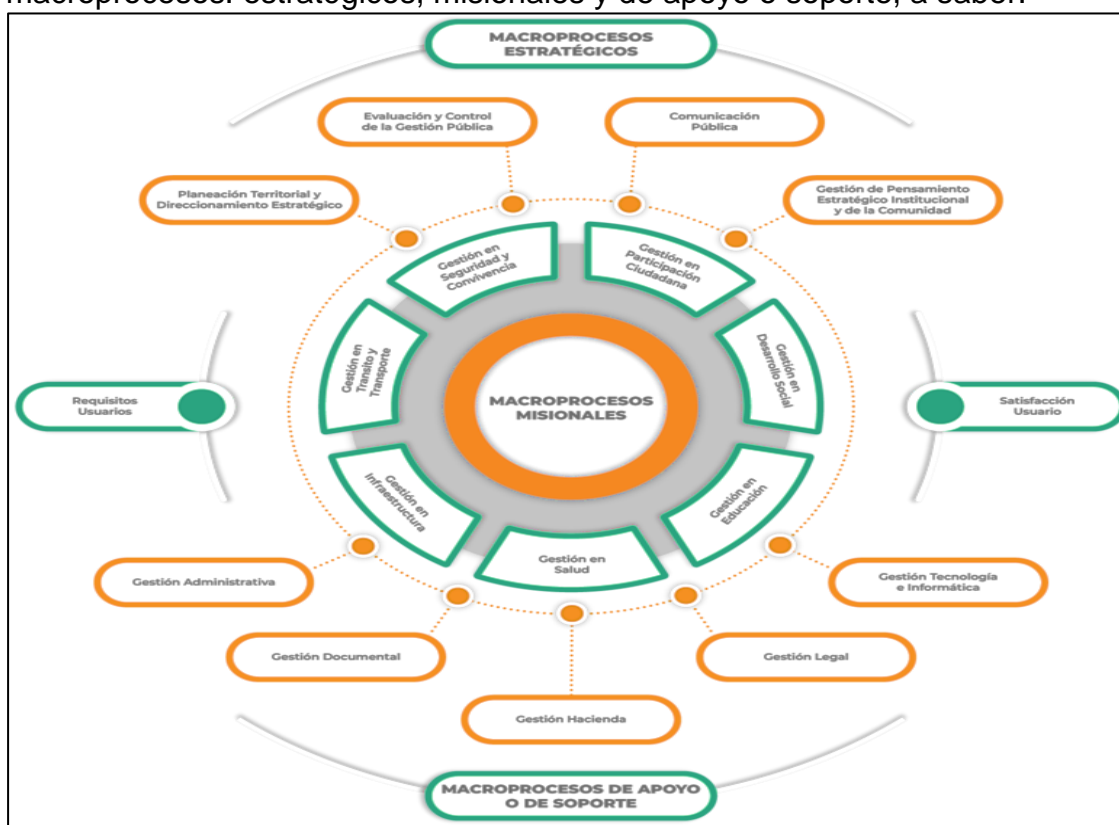 macroprocesos: estratégicos, misionales y de apoyo o soporte, a saber:
MACROPROCESOS
ESTRATÉGICOS
Evaluación y Control
de la Gestión Pública
Comunicación
Pública
Planeación Territorial y
Direccionamiento Estratégico
Gestión de Pensamiento
Estratégico Institucional
y de la Comunidad
Gestión en
Seguridad y
Convivencia
Gestión en
Participación
Ciudadana
Gestión en
Transito y
Transporte
Gestión en
Desarrollo Social
Requisitos
Usuarios
MACROPROCESOS
MISIONALES
Satisfacción
Usuario
Gestión en
Infraestructura
Gestión en
Educación
Gestión en
Salud
Gestión Administrativa
Gestión Tecnología
e Informática
Gestión Documental
Gestión Legal
Gestión Hacienda
MACROPROCESOS DE APOYO
O DE SOPORTE